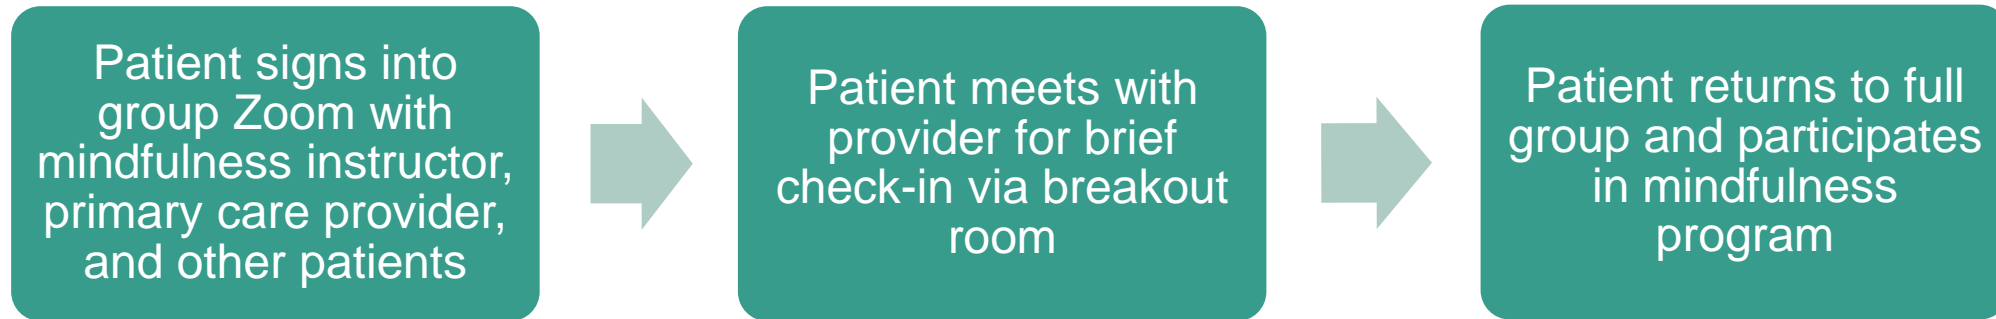 Patient signs into
group Zoom with
mindfulness instructor,
primary care provider,
and other patients
Patient meets with
provider for brief
check-in via breakout
room
Patient returns to full
group and participates
in mindfulness
program